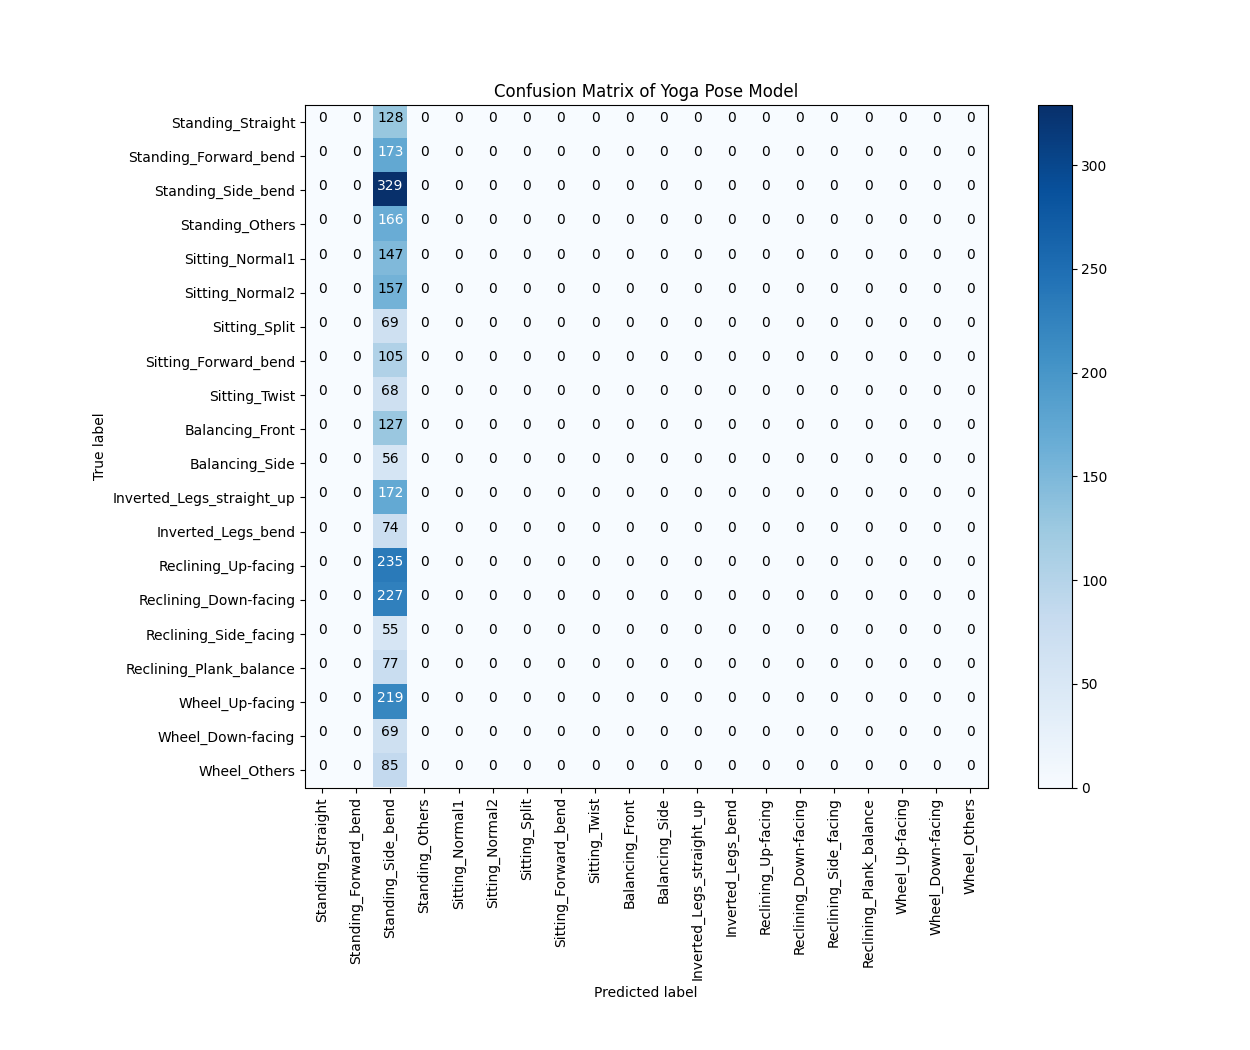 Confusion Matrix of Yoga Pose Model
True label
Standing_Straight 0 0 128 0 0 0 0 0 0 0 0 0 0 0 0 0 0 0 0 0
Standing_Forward_bend 0 0 173 0 0 0 0 0 0 0 0 0 0 0 0 0 0 0 0 0
Standing_Side_bend 0 0 329 0 0 0 0 0 0 0 0 0 0 0 0 0 0 0 0 0
Standing_Others 0 0 166 0 0 0 0 0 0 0 0 0 0 0 0 0 0 0 0 0
Sitting_Normal1 0 0 147 0 0 0 0 0 0 0 0 0 0 0 0 0 0 0 0 0
Sitting_Normal2 0 0 157 0 0 0 0 0 0 0 0 0 0 0 0 0 0 0 0 0
Sitting_Split 0 0 69 0 0 0 0 0 0 0 0 0 0 0 0 0 0 0 0 0
Sitting_Forward_bend 0 0 105 0 0 0 0 0 0 0 0 0 0 0 0 0 0 0 0 0
Sitting_Twist 0 0 68 0 0 0 0 0 0 0 0 0 0 0 0 0 0 0 0 0
Balancing_Front 0 0 127 0 0 0 0 0 0 0 0 0 0 0 0 0 0 0 0 0
Balancing_Side 0 0 56 0 0 0 0 0 0 0 0 0 0 0 0 0 0 0 0 0
Inverted_Legs_straight_up 0 0 172 0 0 0 0 0 0 0 0 0 0 0 0 0 0 0 0 0
Inverted_Legs_bend 0 0 74 0 0 0 0 0 0 0 0 0 0 0 0 0 0 0 0 0
Reclining_Up-facing 0 0 235 0 0 0 0 0 0 0 0 0 0 0 0 0 0 0 0 0
Reclining_Down-facing 0 0 227 0 0 0 0 0 0 0 0 0 0 0 0 0 0 0 0 0
Reclining_Side_facing 0 0 55 0 0 0 0 0 0 0 0 0 0 0 0 0 0 0 0 0
Reclining_Plank_balance 0 0 77 0 0 0 0 0 0 0 0 0 0 0 0 0 0 0 0 0
Wheel_Up-facing 0 0 219 0 0 0 0 0 0 0 0 0 0 0 0 0 0 0 0 0
Wheel_Down-facing 0 0 69 0 0 0 0 0 0 0 0 0 0 0 0 0 0 0 0 0
Wheel_Others 0 0 85 0 0 0 0 0 0 0 0 0 0 0 0 0 0 0 0 0
Standing_Straight
Standing_Forward_bend
Standing_Side_bend
Standing_Others
Sitting_Normal1
Sitting_Normal2
Sitting_Split
Sitting_Forward_bend
Sitting_Twist
Balancing_Front
Balancing_Side
Inverted_Legs_straight_up
Inverted_Legs_bend
Reclining_Up-facing
Reclining_Down-facing
Reclining_Side_facing
Reclining_Plank_balance
Wheel_Up-facing
Wheel_Down-facing
Wheel_Others
Predicted label
300
250
200
150
100
50
0